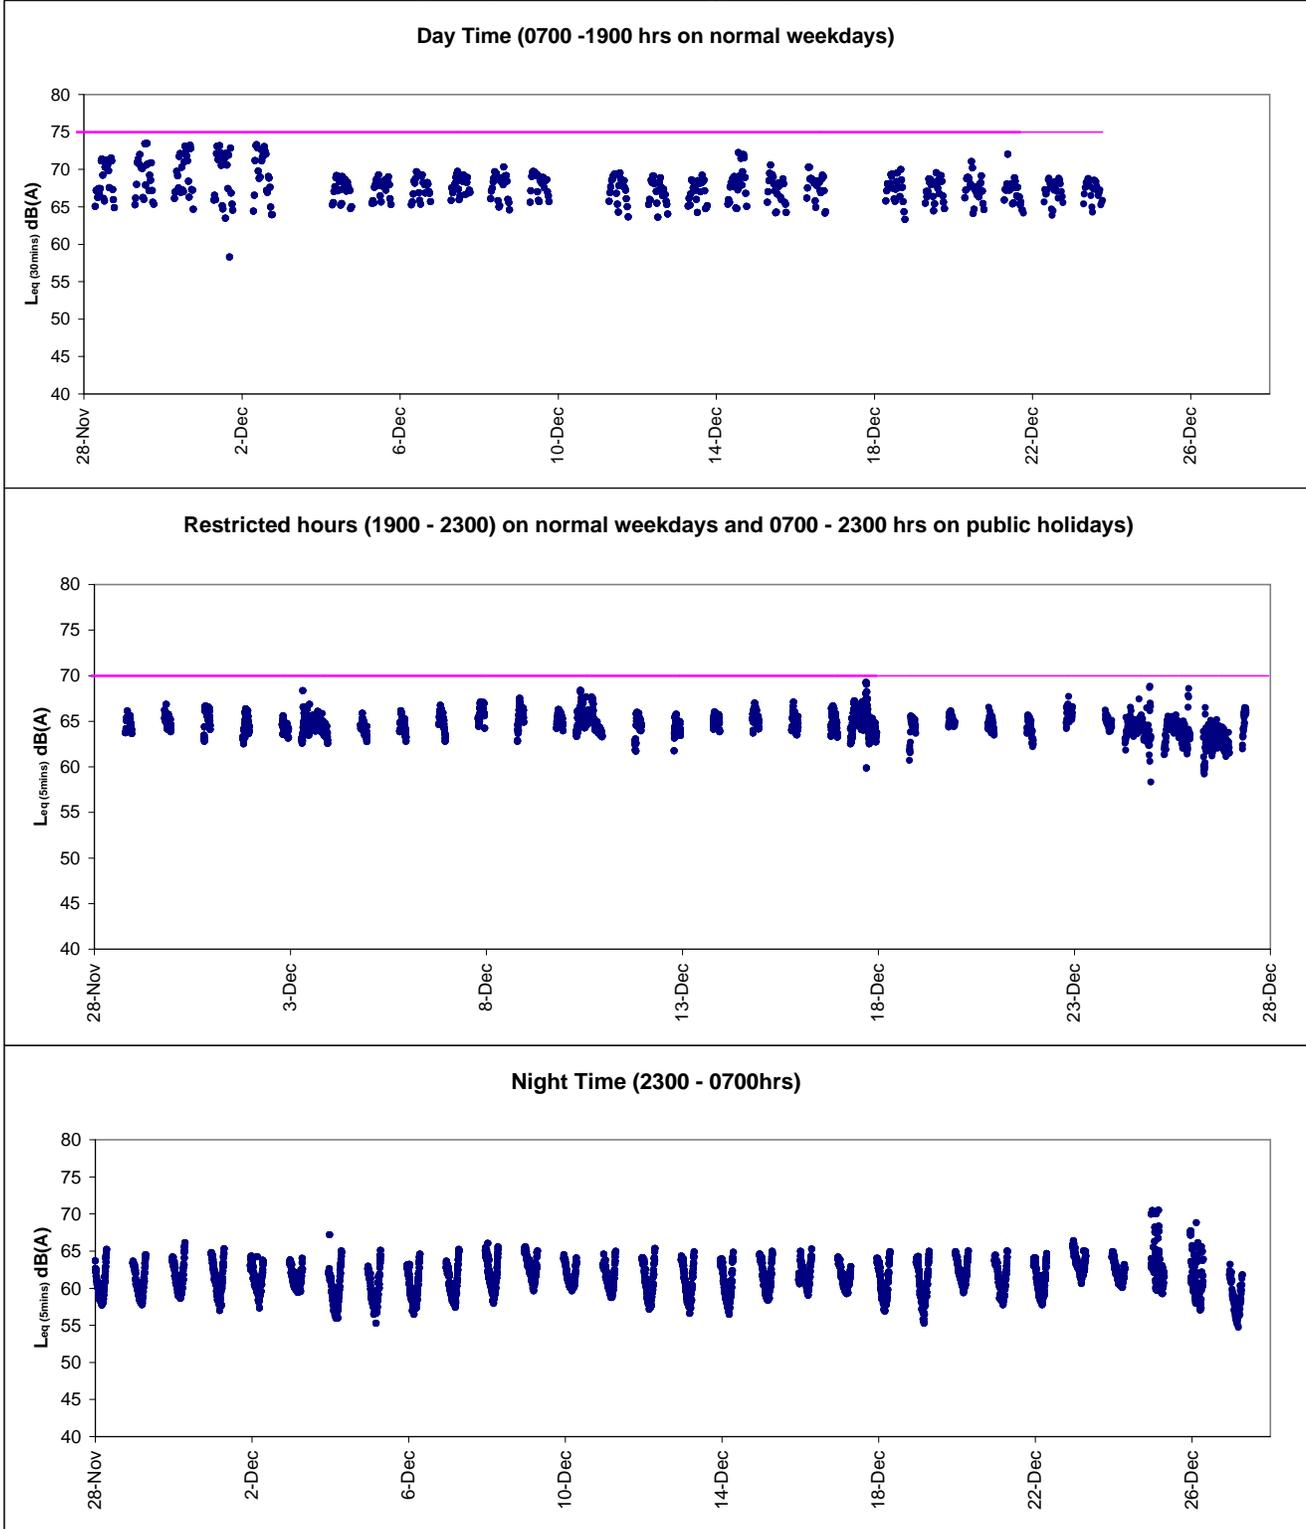 Day Time (0700 -1900 hrs on normal weekdays)
80
75
70
65
60
55
50
45
40
Leq (30mins) dB(A)
28-Nov
2-Dec
6-Dec
10-Dec
14-Dec
18-Dec
22-Dec
26-Dec
Restricted hours (1900 - 2300) on normal weekdays and 0700 - 2300 hrs on public holidays)
80
75
70
65
60
55
50
45
40
Leq (5mins) dB(A)
28-Nov
3-Dec
8-Dec
13-Dec
18-Dec
23-Dec
28-Dec
Night Time (2300 - 0700hrs)
80
75
70
65
60
55
50
45
40
Leq (5mins) dB(A)
28-Nov
2-Dec
6-Dec
10-Dec
14-Dec
18-Dec
22-Dec
26-Dec